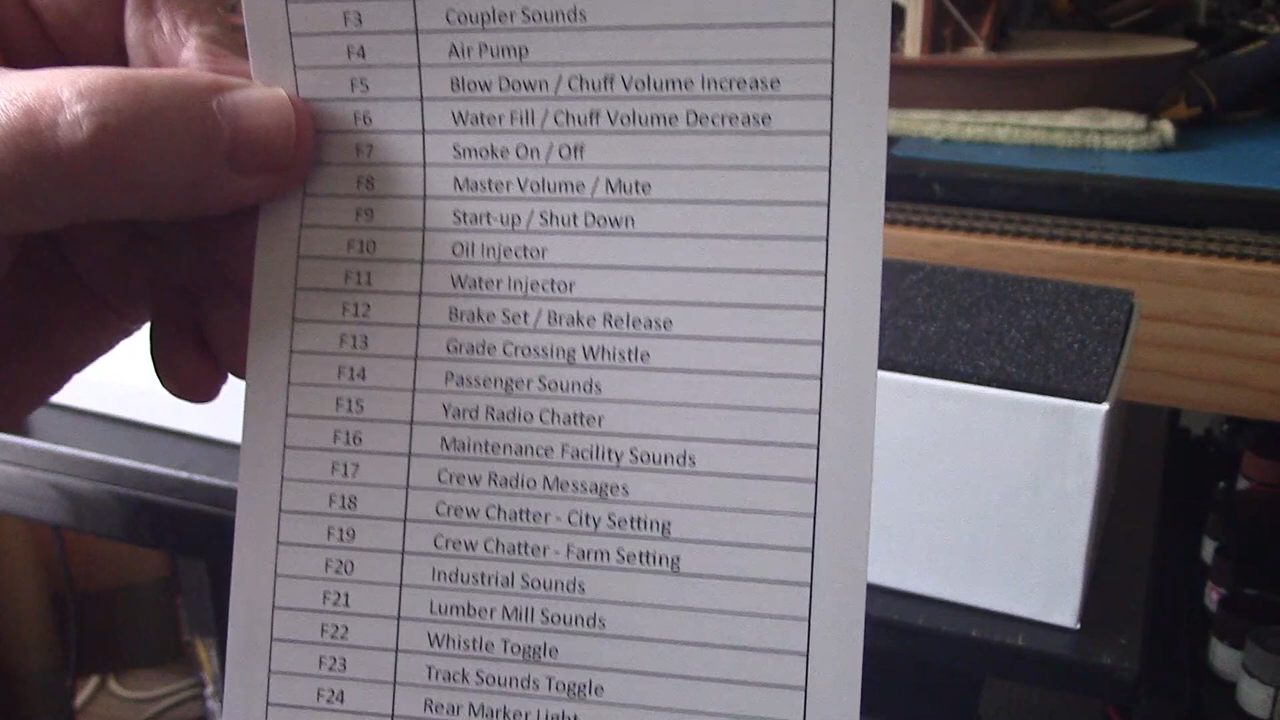 F3 Coupler Sounds
F4 Air Pump
F5 Blow Down / Chuff Volume Increase
F6 Water Fill / Chuff Volume Decrease
F7 Smoke On / Off
F8 Master Volume / Mute
F9 Start-up / Shut Down
F10 Oil Injector
F11 Water Injector
F12 Brake Set / Brake Release
F13 Grade Crossing Whistle
F14 Passenger Sounds
F15 Yard Radio Chatter
F16 Maintenance Facility Sounds
F17 Crew Radio Messages
F18 Crew Chatter - City Setting
F19 Crew Chatter - Farm Setting
F20 Industrial Sounds
F21 Lumber Mill Sounds
F22 Whistle Toggle
F23 Track Sounds Toggle
F24 Rear Marker Light